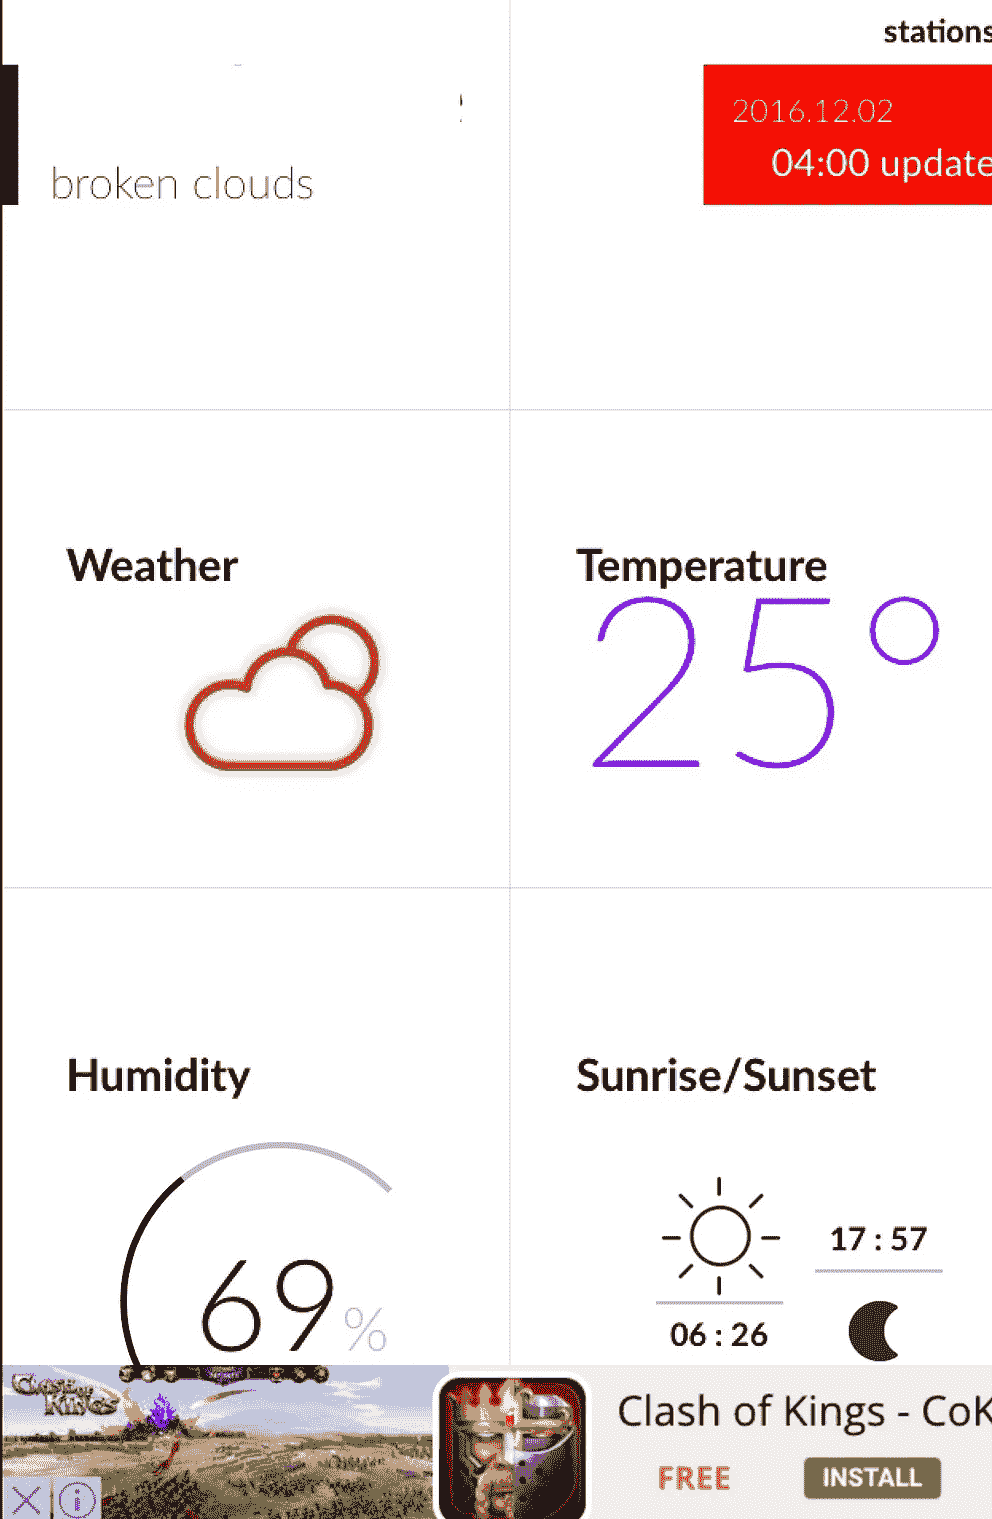 stations
2016.12.02
04:00 update
broken clouds
Weather
Temperature
25°
Humidity
Sunrise/Sunset
69%
17 : 57
06 : 26
CLASH OF KINGS
Clash of Kings - CoK
FREE
INSTALL